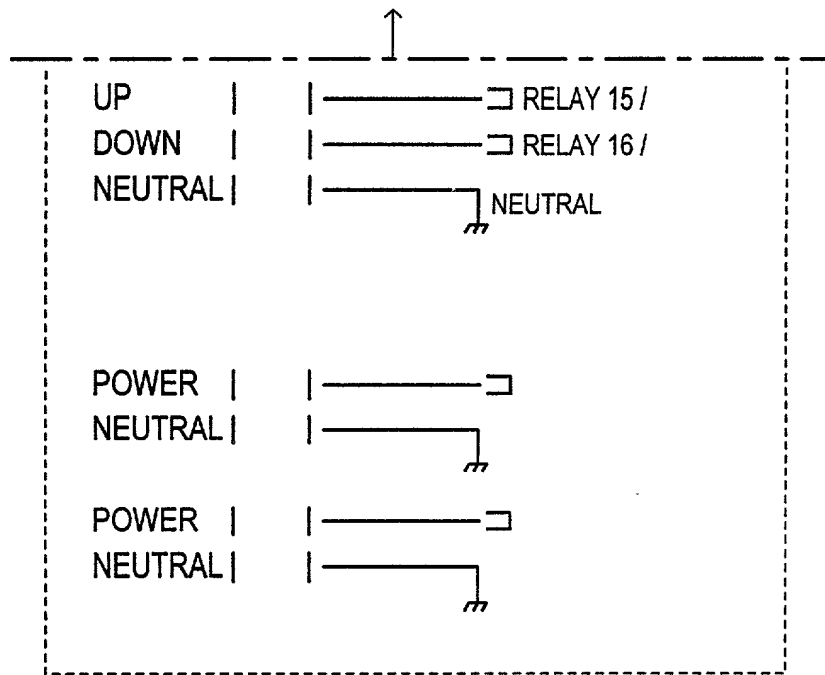 UP RELAY 15 /
DOWN RELAY 16 /
NEUTRAL NEUTRAL
POWER
NEUTRAL
POWER
NEUTRAL